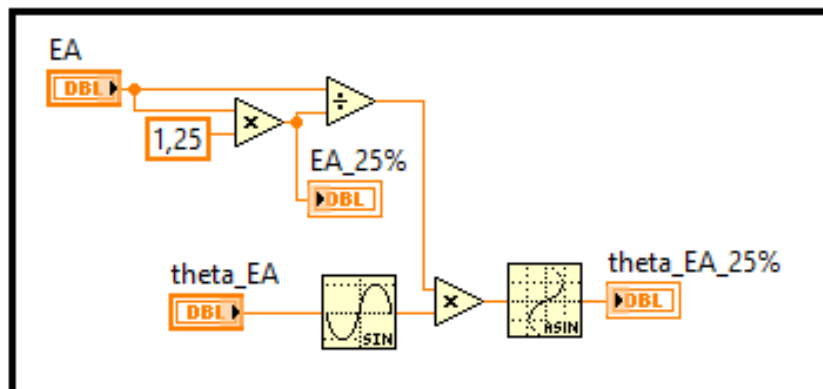 EA
DBL
×
÷
1,25
EA_25%
DBL
theta_EA
DBL
SIN
×
ASIN
theta_EA_25%
DBL